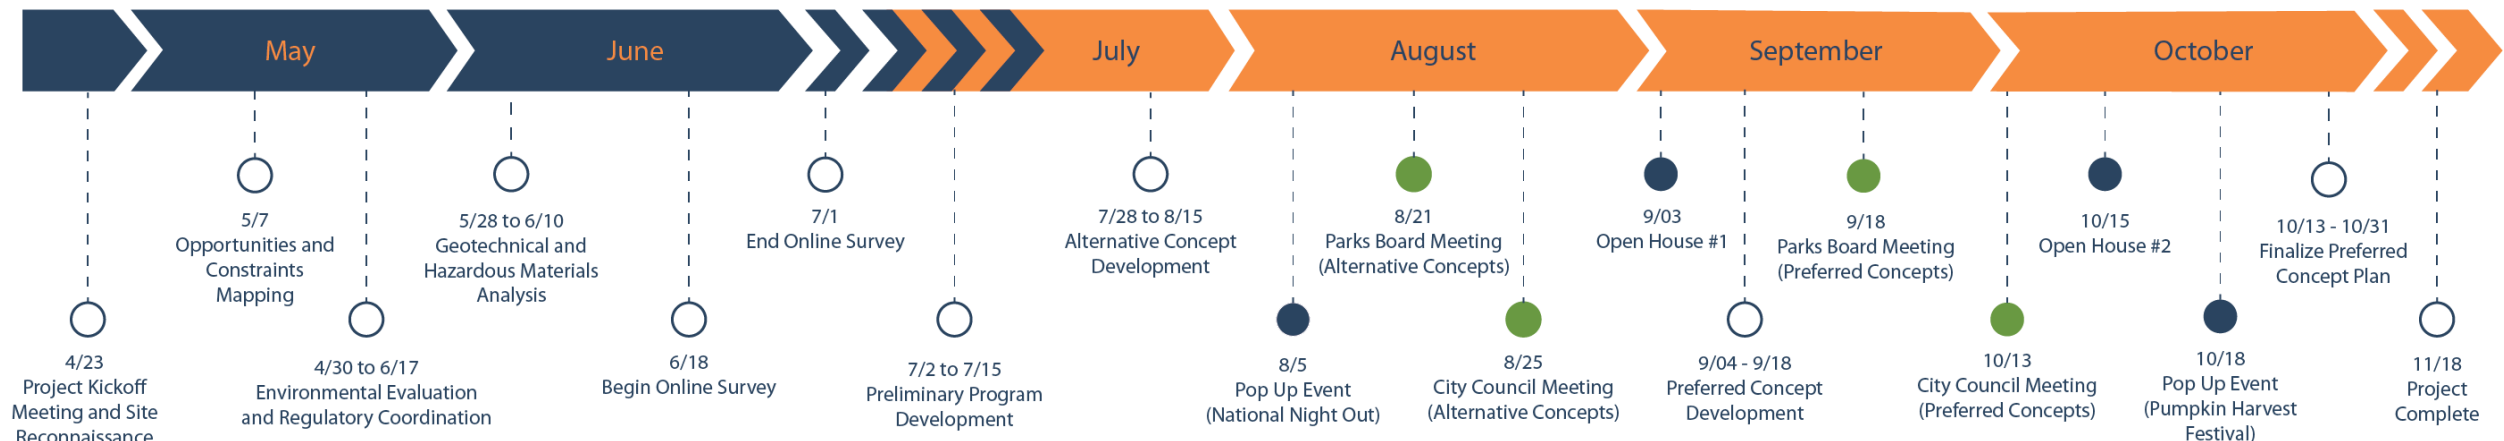 May
June
July
August
September
October
4/23
Project Kickoff
Meeting and Site
Reconnaissance
5/7
Opportunities and
Constraints
Mapping
4/30 to 6/17
Environmental Evaluation
and Regulatory Coordination
5/28 to 6/10
Geotechnical and
Hazardous Materials
Analysis
6/18
Begin Online Survey
7/1
End Online Survey
7/2 to 7/15
Preliminary Program
Development
7/28 to 8/15
Alternative Concept
Development
8/5
Pop Up Event
(National Night Out)
8/21
Parks Board Meeting
(Alternative Concepts)
8/25
City Council Meeting
(Alternative Concepts)
9/03
Open House #1
9/04 - 9/18
Preferred Concept
Development
9/18
Parks Board Meeting
(Preferred Concepts)
10/13
City Council Meeting
(Preferred Concepts)
10/15
Open House #2
10/18
Pop Up Event
(Pumpkin Harvest
Festival)
10/13 - 10/31
Finalize Preferred
Concept Plan
11/18
Project
Complete